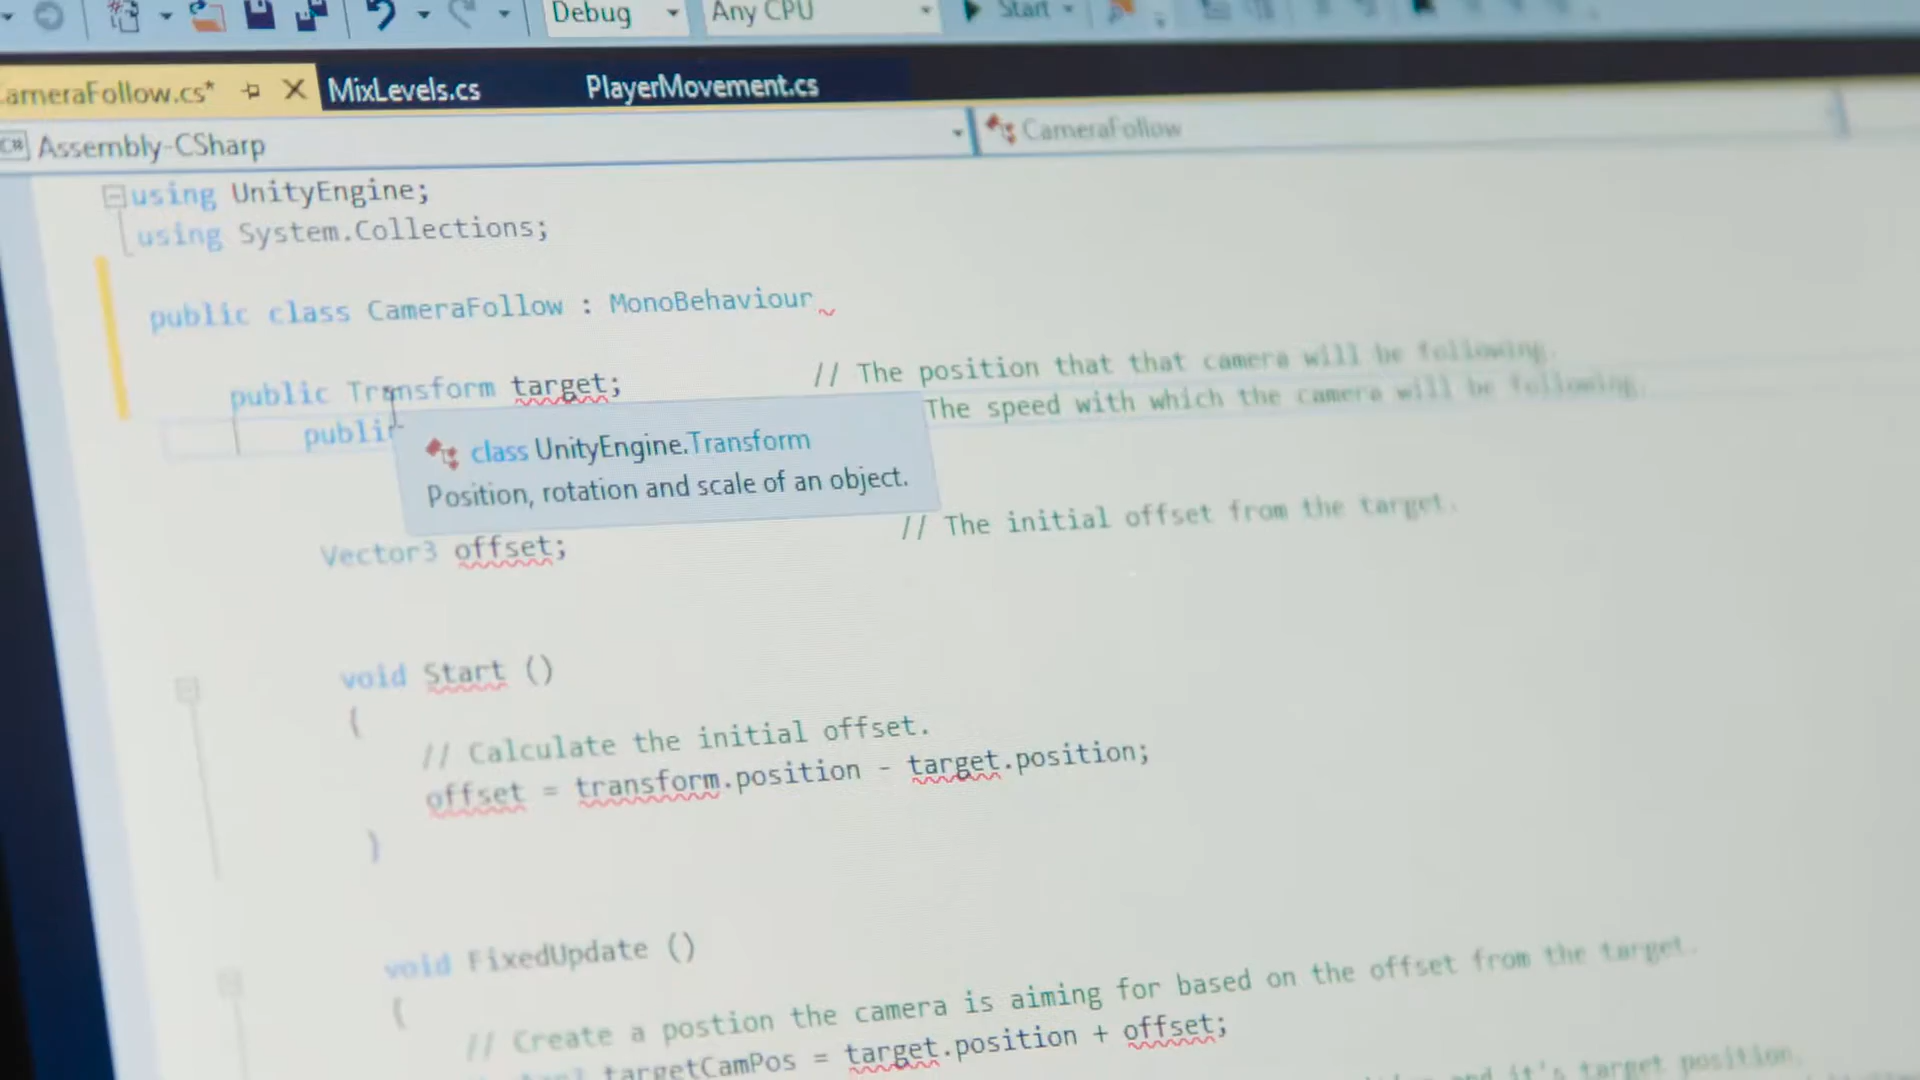 Debug Any CPU Start
ameraFollow.cs* MixLevels.cs PlayerMovement.cs
C# Assembly-CSharp CameraFollow
using UnityEngine;
using System.Collections;
public class CameraFollow : MonoBehaviour
public Transform target; // The position that that camera will be following.
publi The speed with which the camera will be following.
class UnityEngine.Transform
Position, rotation and scale of an object.
Vector3 offset; // The initial offset from the target.
void Start ()
{
// Calculate the initial offset.
offset = transform.position - target.position;
}
void FixedUpdate ()
{
// Create a postion the camera is aiming for based on the offset from the target.
targetCamPos = target.position + offset;
and it's target position.